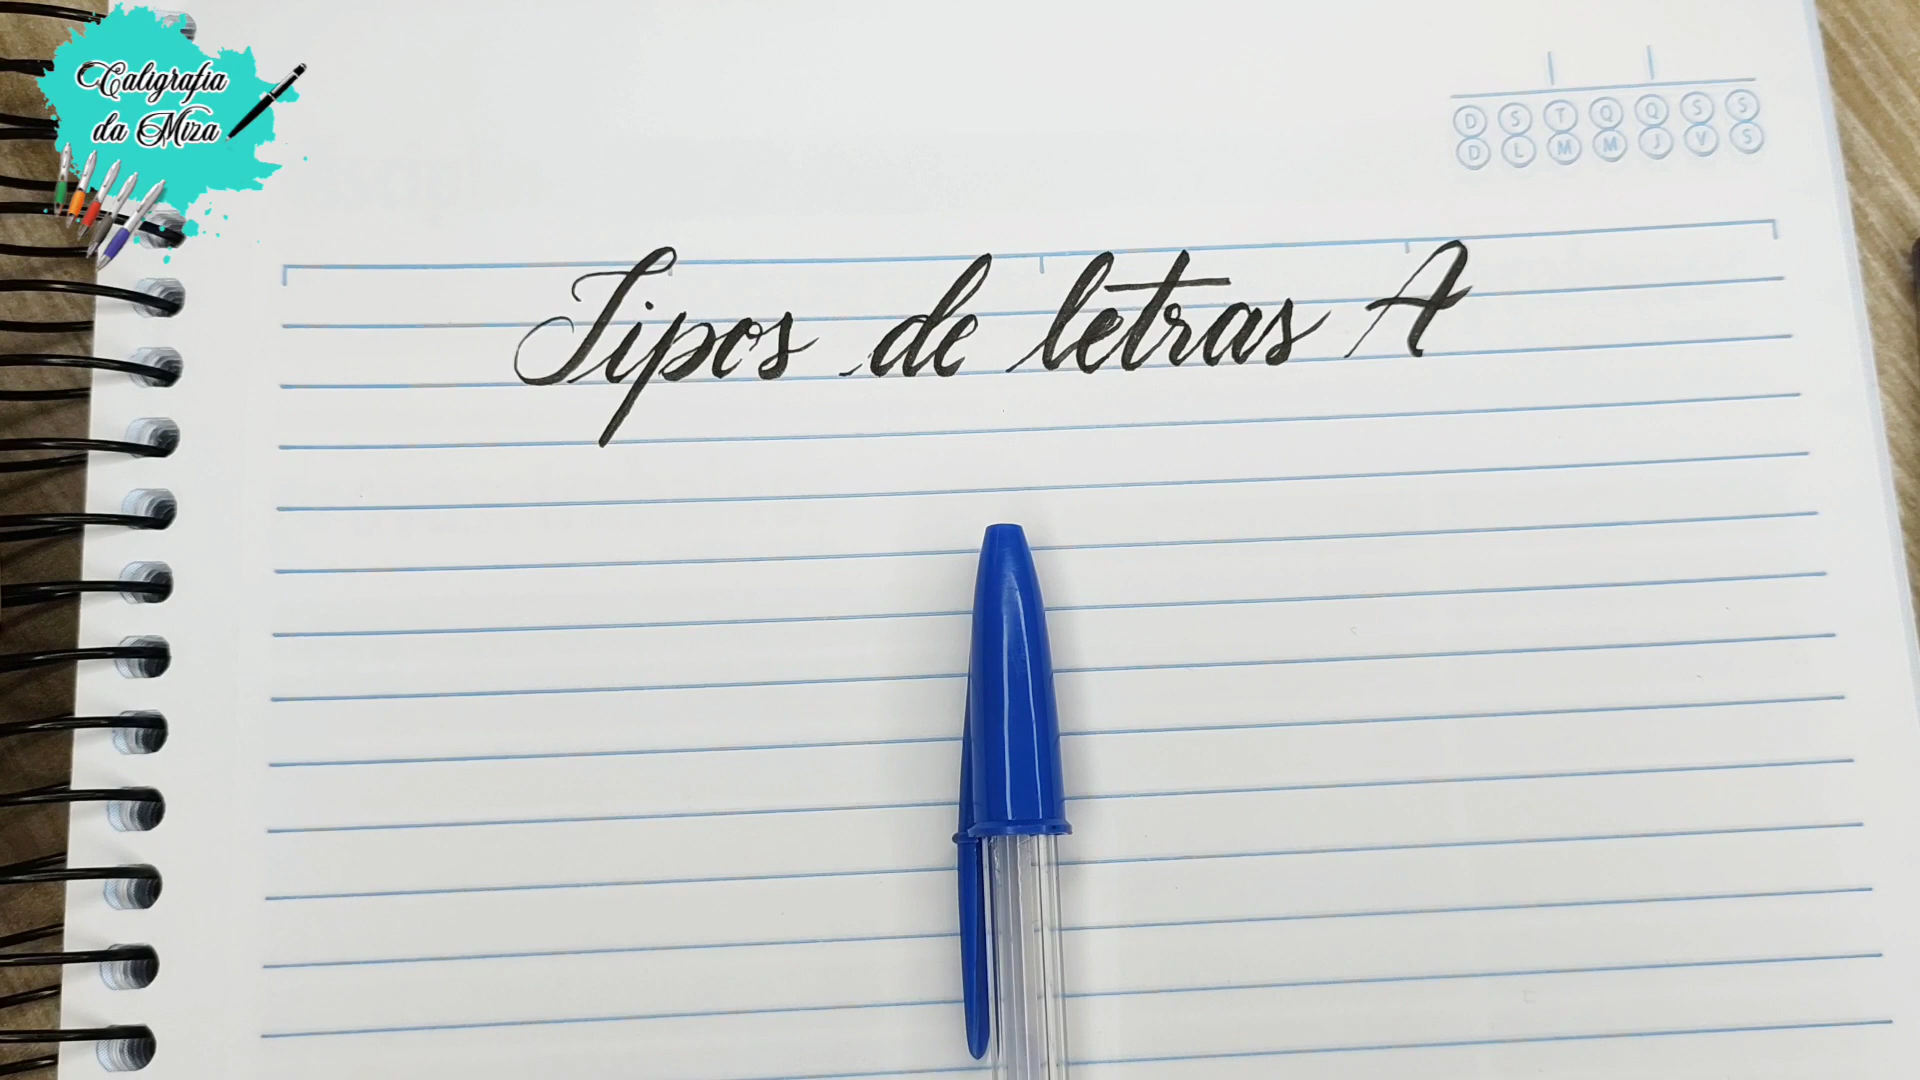 Caligrafia
da Miza
D S T Q Q S S
D L M M J V S
Tipos de letras A